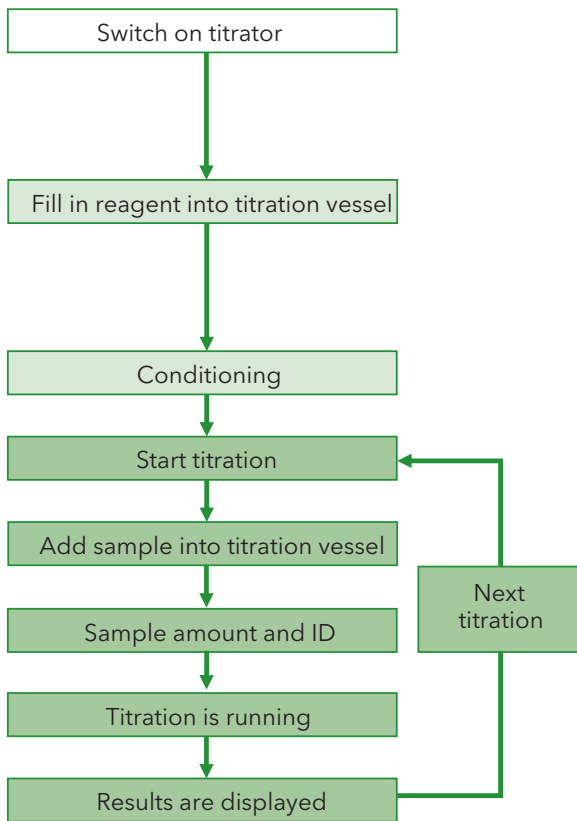 Switch on titrator
Fill in reagent into titration vessel
Conditioning
Start titration
Add sample into titration vessel
Sample amount and ID
Next
titration
Titration is running
Results are displayed